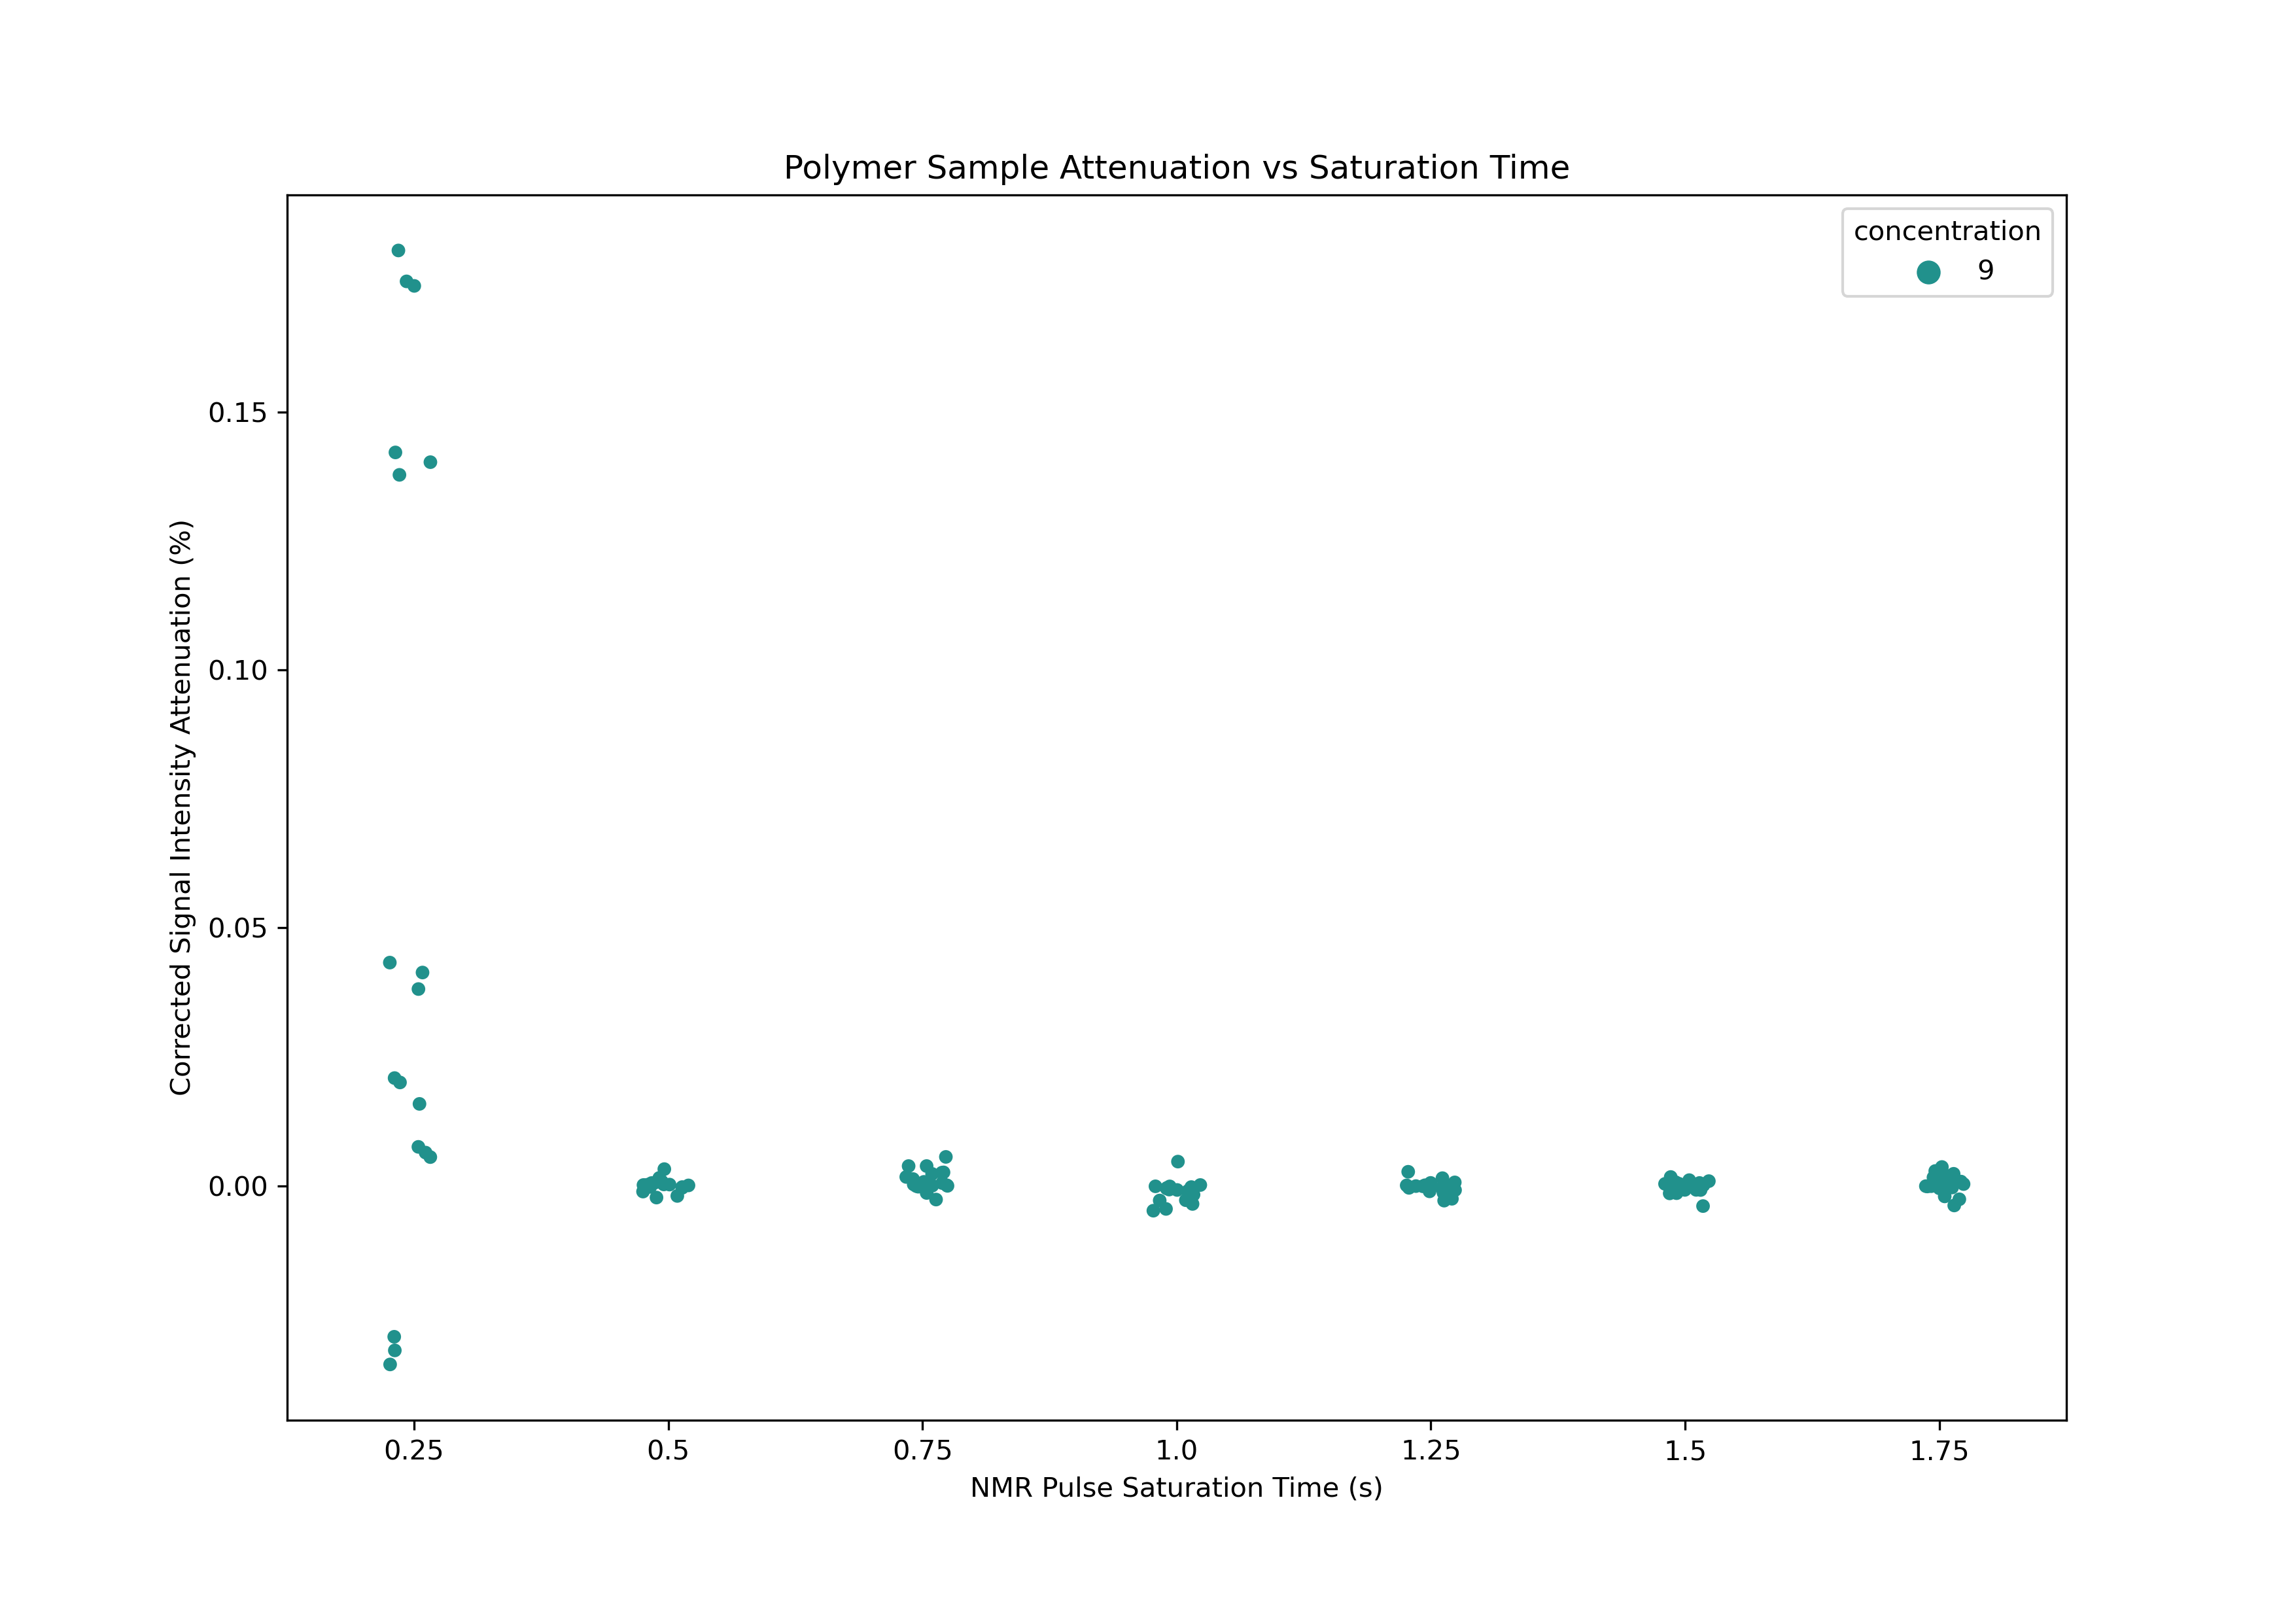 Polymer Sample Attenuation vs Saturation Time
concentration
9
0.15
0.10
0.05
0.00
Corrected Signal Intensity Attenuation (%)
0.25 0.5 0.75 1.0 1.25 1.5 1.75
NMR Pulse Saturation Time (s)